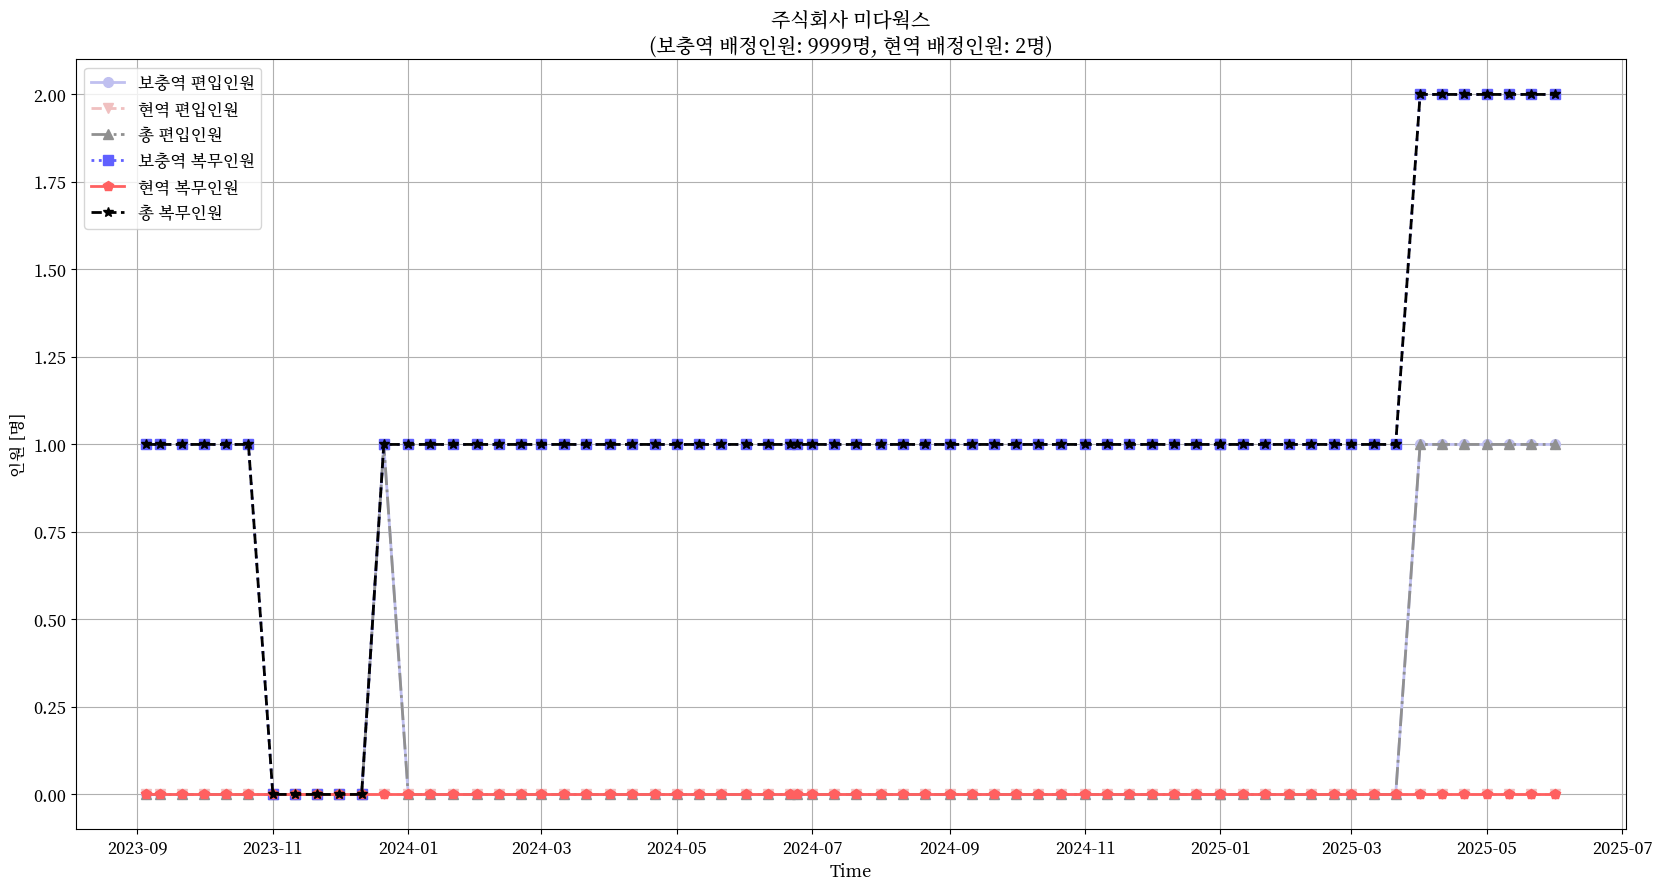 주식회사 미다웍스
(보충역 배정인원: 9999명, 현역 배정인원: 2명)
보충역 편입인원
현역 편입인원
총 편입인원
보충역 복무인원
현역 복무인원
총 복무인원
인원 [명]
2.00
1.75
1.50
1.25
1.00
0.75
0.50
0.25
0.00
2023-09
2023-11
2024-01
2024-03
2024-05
2024-07
2024-09
2024-11
2025-01
2025-03
2025-05
2025-07
Time